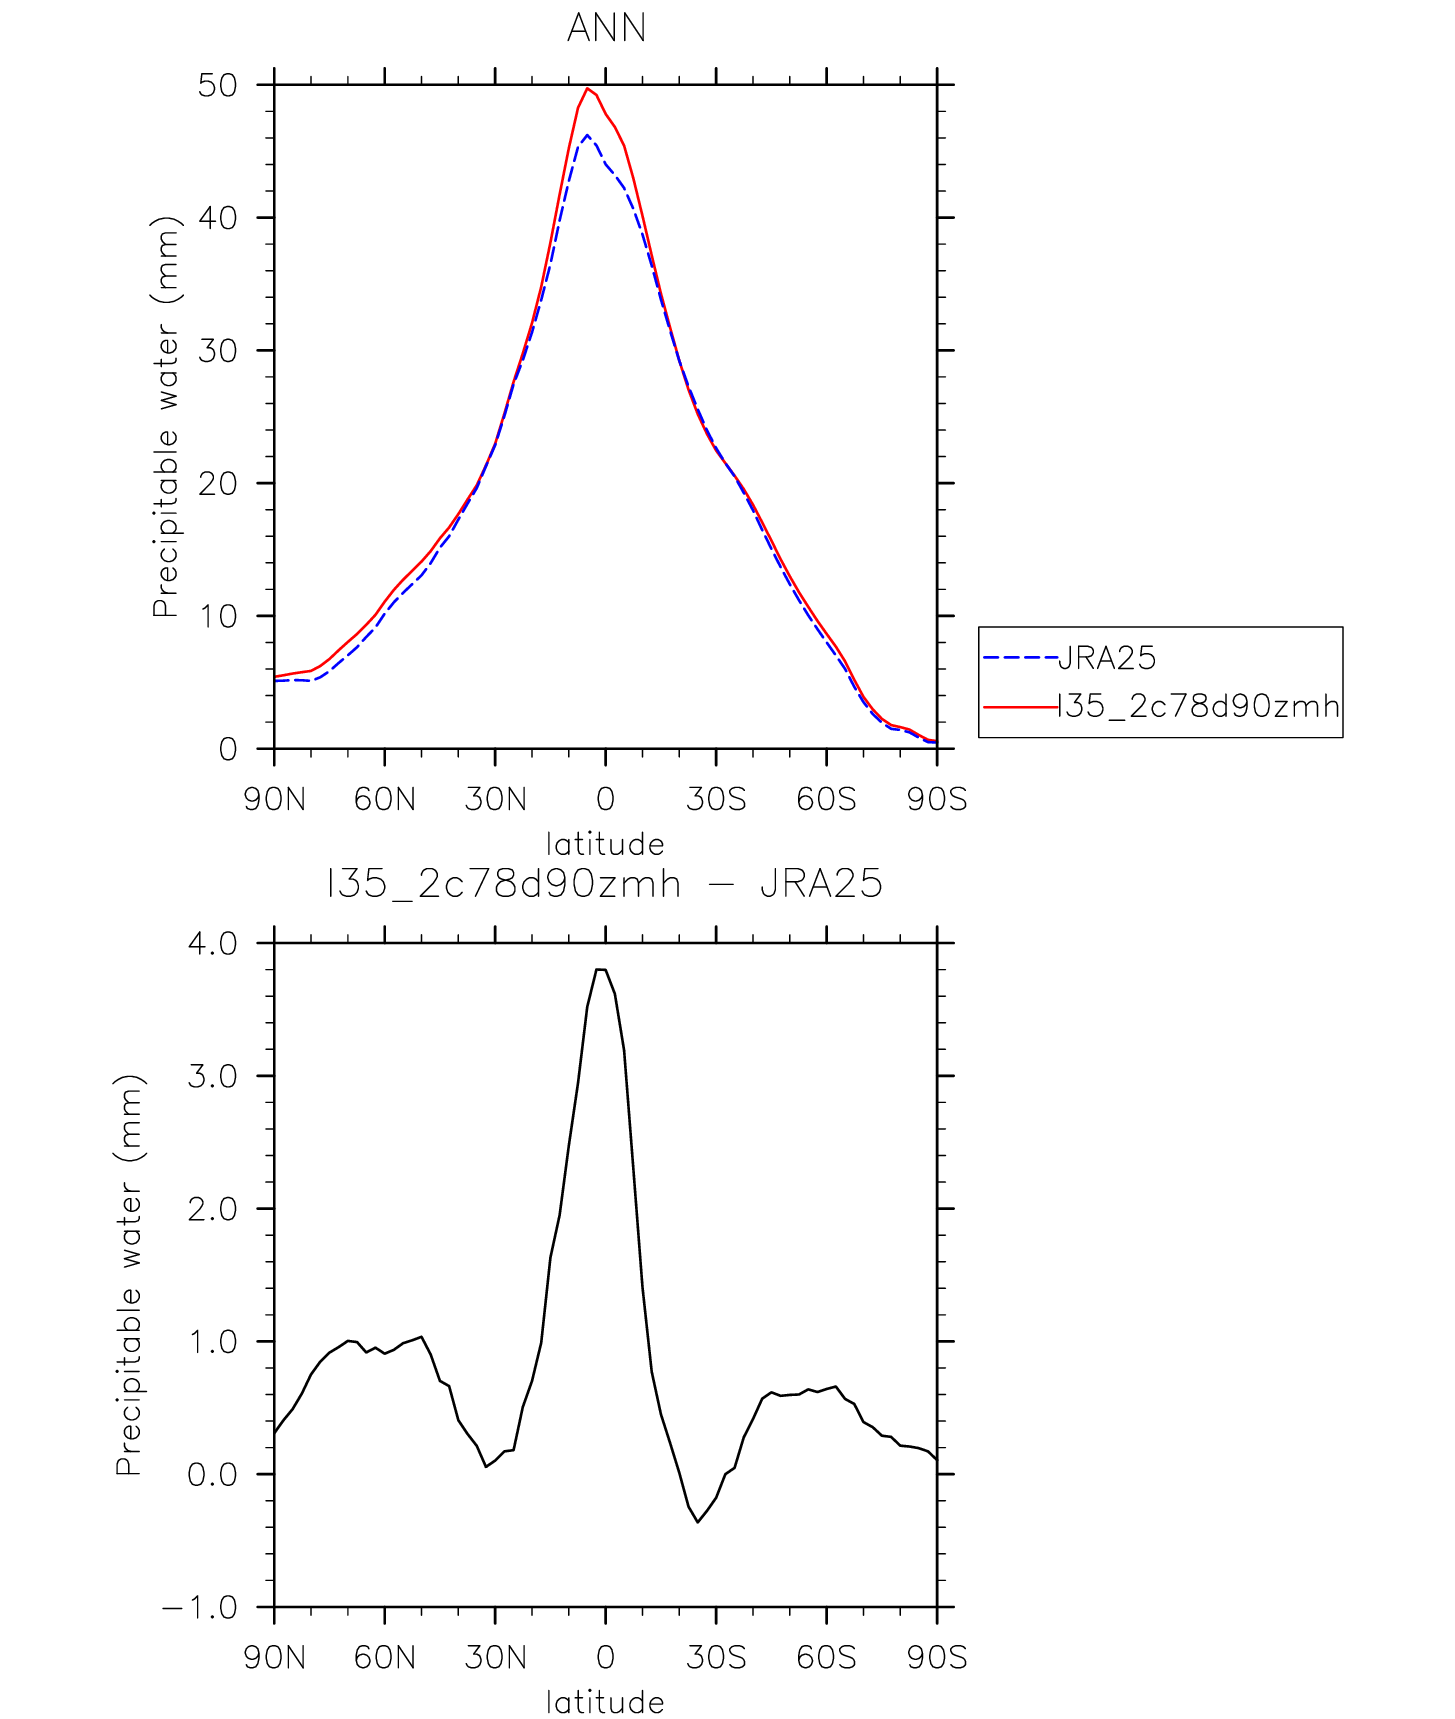 ANN
50
40
30
20
10
0
Precipitable water (mm)
90N 60N 30N 0 30S 60S 90S
latitude
JRA25
I35_2c78d90zmh
I35_2c78d90zmh − JRA25
4.0
3.0
2.0
1.0
0.0
−1.0
Precipitable water (mm)
90N 60N 30N 0 30S 60S 90S
latitude